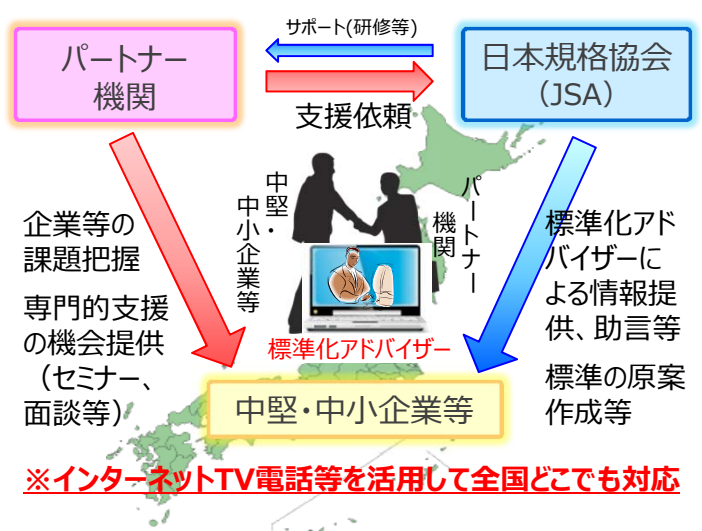 サポート(研修等)
パートナー
機関
日本規格協会
（JSA）
支援依頼
中堅・
中小企業等
パートナー
機関
企業等の
課題把握
専門的支援
の機会提供
（セミナー、
面談等）
標準化アド
バイザーに
よる情報提
供、助言等
標準の原案
作成等
標準化アドバイザー
中堅・中小企業等
※インターネットTV電話等を活用して全国どこでも対応